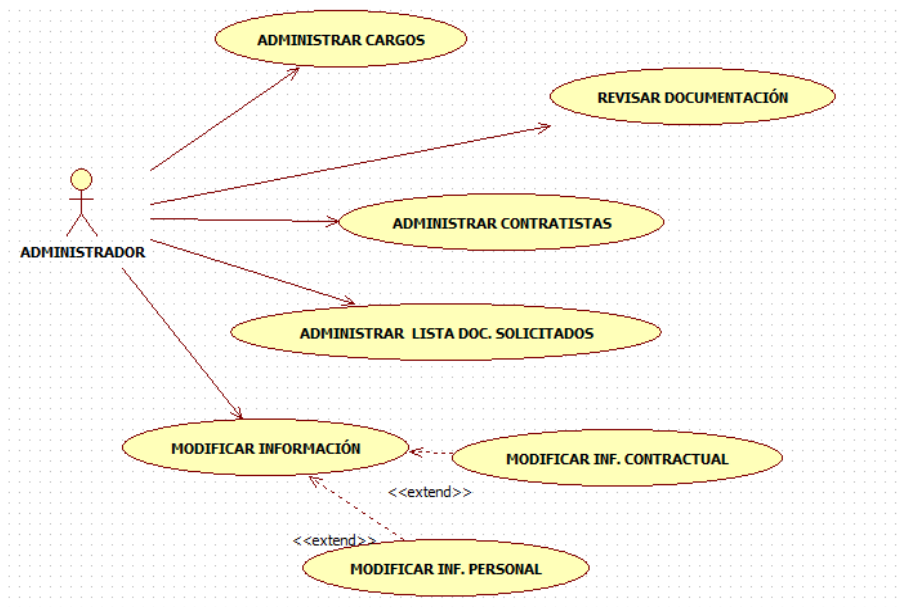 ADMINISTRAR CARGOS
REVISAR DOCUMENTACIÓN
ADMINISTRAR CONTRATISTAS
ADMINISTRADOR
ADMINISTRAR LISTA DOC. SOLICITADOS
MODIFICAR INFORMACIÓN
MODIFICAR INF. CONTRACTUAL
<<extend>>
<<extend>>
MODIFICAR INF. PERSONAL